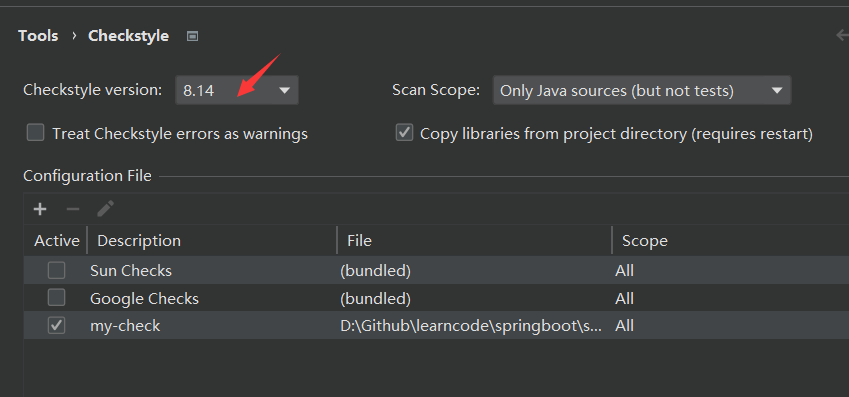 Tools › Checkstyle
Checkstyle version: 8.14 Scan Scope: Only Java sources (but not tests)
Treat Checkstyle errors as warnings Copy libraries from project directory (requires restart)
Configuration File
Active Description File Scope
Sun Checks (bundled) All
Google Checks (bundled) All
my-check D:\Github\learncode\springboot\s... All